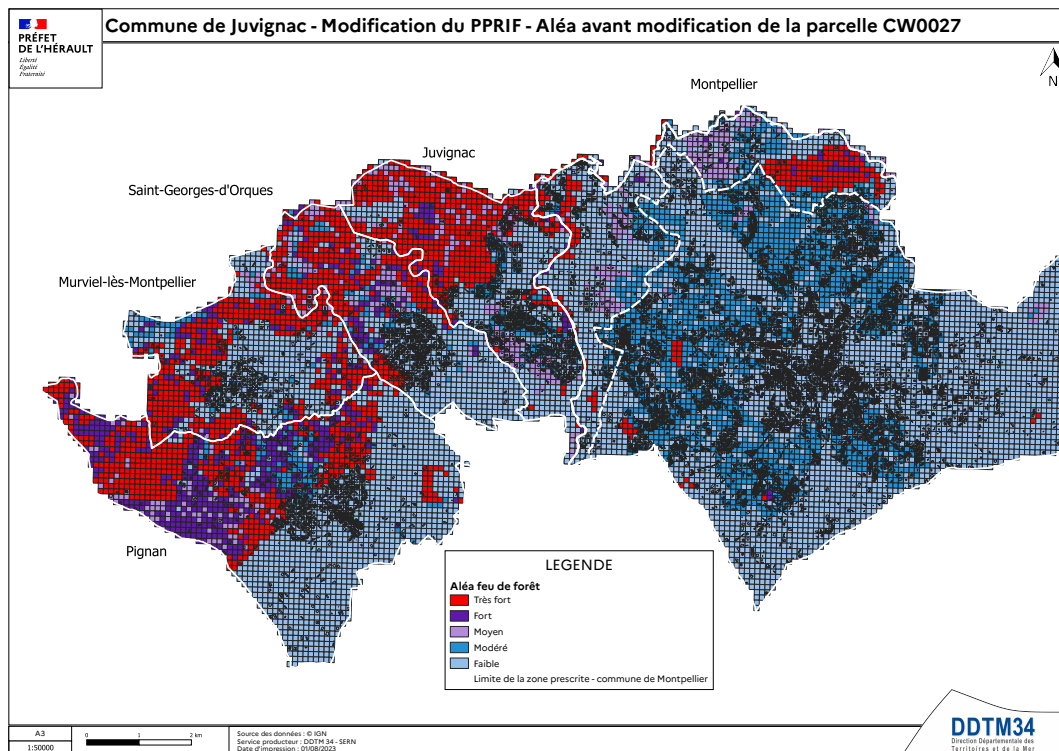 PRÉFET
DE L'HÉRAULT
Liberté
Égalité
Fraternité
Commune de Juvignac - Modification du PPRIF - Aléa avant modification de la parcelle CW0027
N
Montpellier
Juvignac
Saint-Georges-d'Orques
Murviel-lès-Montpellier
Pignan
LEGENDE
Aléa feu de forêt
Très fort
Fort
Moyen
Modéré
Faible
Limite de la zone prescrite - commune de Montpellier
A3
1:50000
0 1 2 km
Source des données : © IGN
Service producteur : DDTM 34 - SERN
Date d'impression : 01/08/2023
DDTM34
Direction Départementale des
Territoires et de la Mer